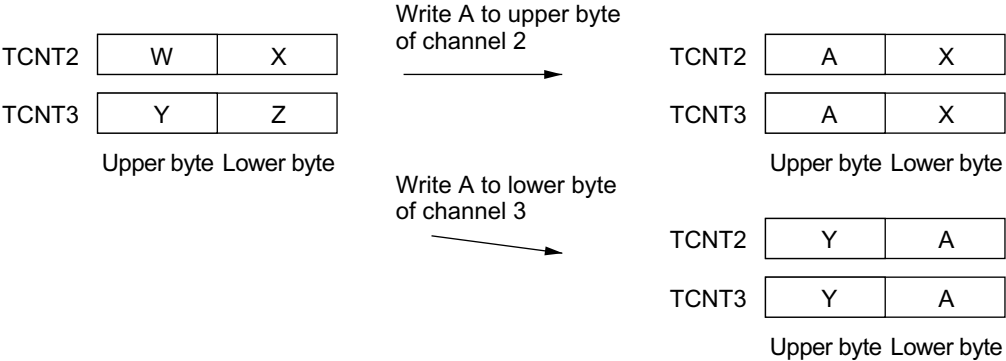 Write A to upper byte
of channel 2
TCNT2 W X
TCNT3 Y Z
Upper byte Lower byte
TCNT2 A X
TCNT3 A X
Upper byte Lower byte
Write A to lower byte
of channel 3
TCNT2 Y A
TCNT3 Y A
Upper byte Lower byte